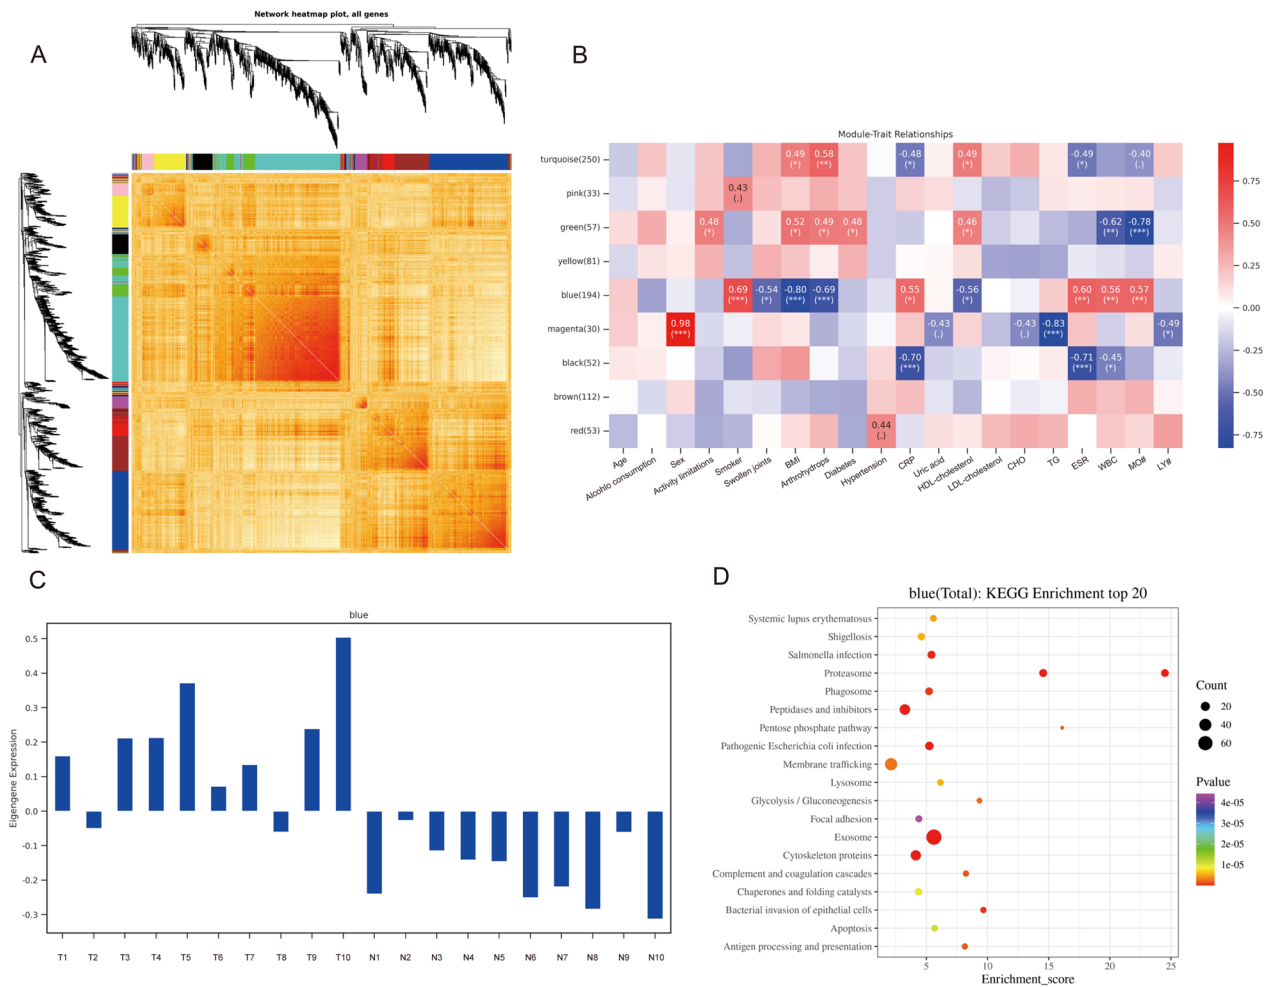 Network heatmap plot, all genes
A
B
Module-Trait Relationships
turquoise(250)
0.49 (*)
0.58 (**)
-0.48 (*)
0.49 (*)
-0.49 (*)
-0.40 (.)
pink(33)
0.43 (.)
green(57)
0.48 (*)
0.52 (*)
0.49 (*)
0.48 (*)
0.46 (*)
-0.62 (**)
-0.78 (***)
yellow(81)
blue(194)
0.69 (***)
-0.54 (*)
-0.80 (***)
-0.69 (***)
0.55 (*)
-0.56 (*)
0.60 (**)
0.56 (**)
0.57 (**)
magenta(30)
0.98 (***)
-0.43 (.)
-0.43 (.)
-0.83 (***)
-0.49 (*)
black(52)
-0.70 (***)
-0.71 (***)
-0.45 (*)
brown(112)
red(53)
0.44 (.)
Age
Alcohlo consumption
Sex
Activity limitations
Smoker
Swollen joints
BMI
Arthrohydrops
Diabetes
Hypertension
CRP
Uric acid
HDL-cholesterol
LDL-cholesterol
CHO
TG
ESR
WBC
MO#
LY#
0.75
0.50
0.25
0.00
-0.25
-0.50
-0.75
C
blue
Eigengene Expression
0.5
0.4
0.3
0.2
0.1
0.0
-0.1
-0.2
-0.3
T1 T2 T3 T4 T5 T6 T7 T8 T9 T10 N1 N2 N3 N4 N5 N6 N7 N8 N9 N10
D
blue(Total): KEGG Enrichment top 20
Systemic lupus erythematosus
Shigellosis
Salmonella infection
Proteasome
Phagosome
Peptidases and inhibitors
Pentose phosphate pathway
Pathogenic Escherichia coli infection
Membrane trafficking
Lysosome
Glycolysis / Gluconeogenesis
Focal adhesion
Exosome
Cytoskeleton proteins
Complement and coagulation cascades
Chaperones and folding catalysts
Bacterial invasion of epithelial cells
Apoptosis
Antigen processing and presentation
5 10 15 20 25
Enrichment_score
Count
20
40
60
Pvalue
4e-05
3e-05
2e-05
1e-05